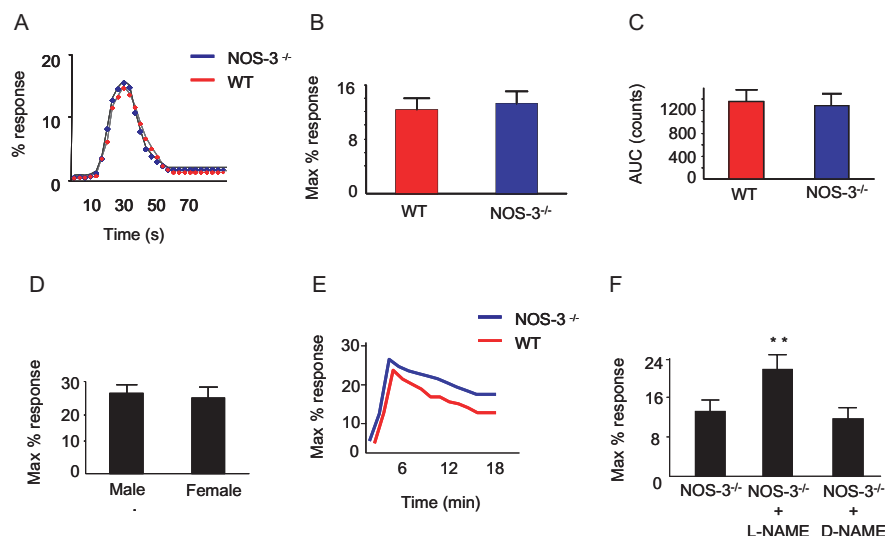 A
NOS-3 -/-
WT
% response
20
10
0
10 30 50 70
Time (s)
B
Max % response
16
12
8
0
WT NOS-3-/-
C
AUC (counts)
1200
800
400
0
WT NOS-3-/-
D
Max % response
30
20
10
0
Male Female
.
E
NOS-3 -/-
WT
Max % response
30
20
10
0
6 12 18
Time (min)
F
Max % response
24
16
8
0
* *
NOS-3-/- NOS-3-/- NOS-3-/-
+ +
L-NAME D-NAME